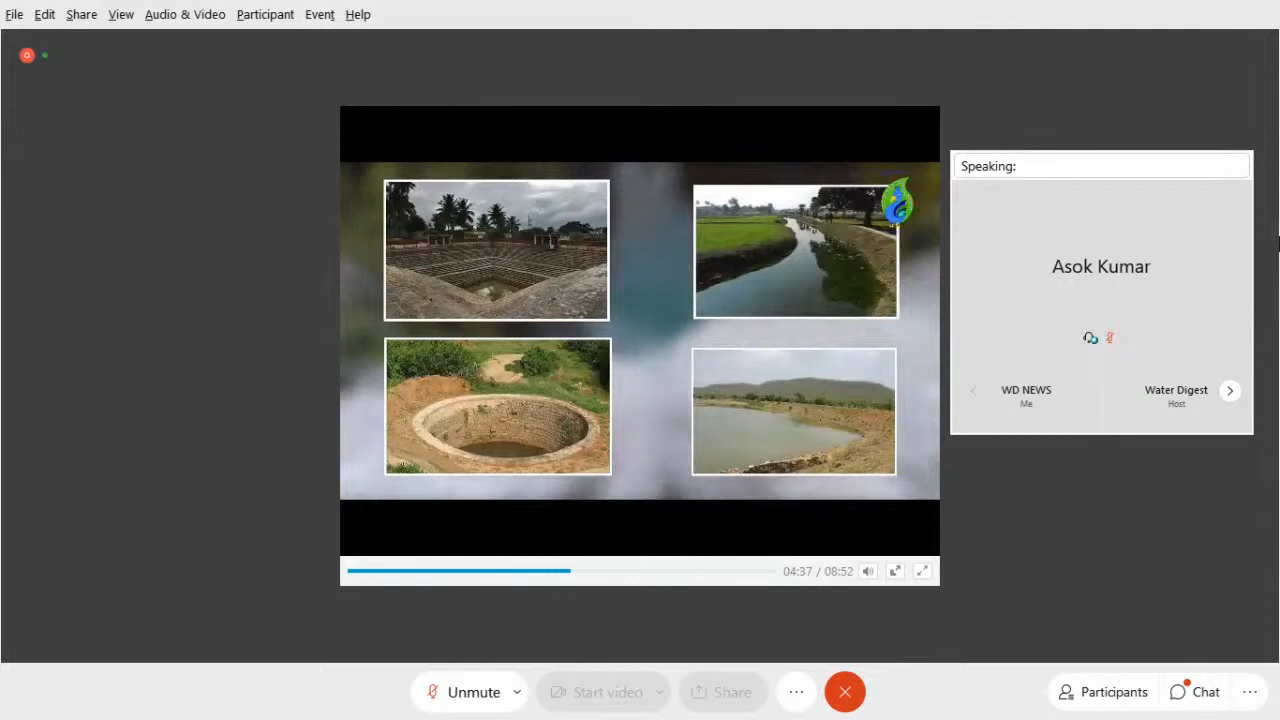 File Edit Share View Audio & Video Participant Event Help
Speaking:
Asok Kumar
WD NEWS
Me
Water Digest
Host
04:37 / 08:52
Unmute
Start video
Share
Participants
Chat